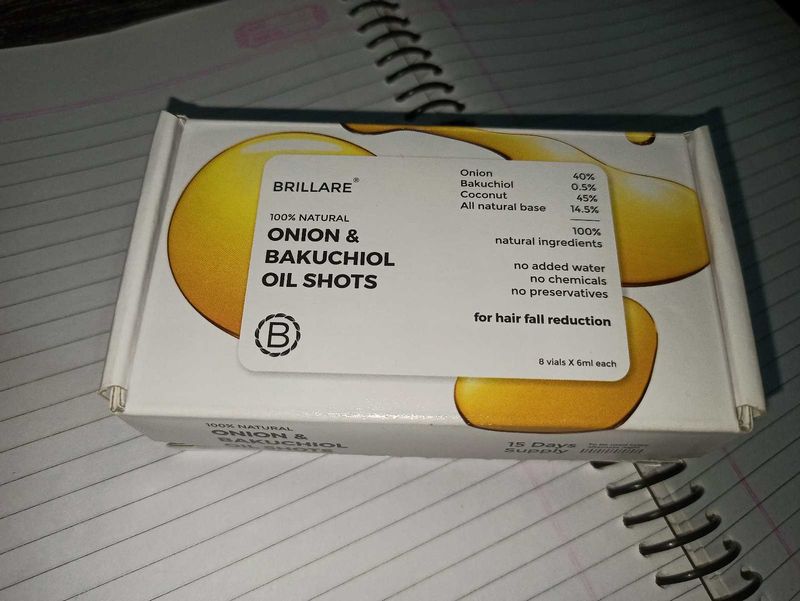 BRILLARE®
100% NATURAL
ONION &
BAKUCHIOL
OIL SHOTS
B
Onion 40%
Bakuchiol 0.5%
Coconut 45%
All natural base 14.5%
100%
natural ingredients
no added water
no chemicals
no preservatives
for hair fall reduction
8 vials X 6ml each
100% NATURAL
ONION &
BAKUCHIOL
OIL SHOTS
15 Days
Supply